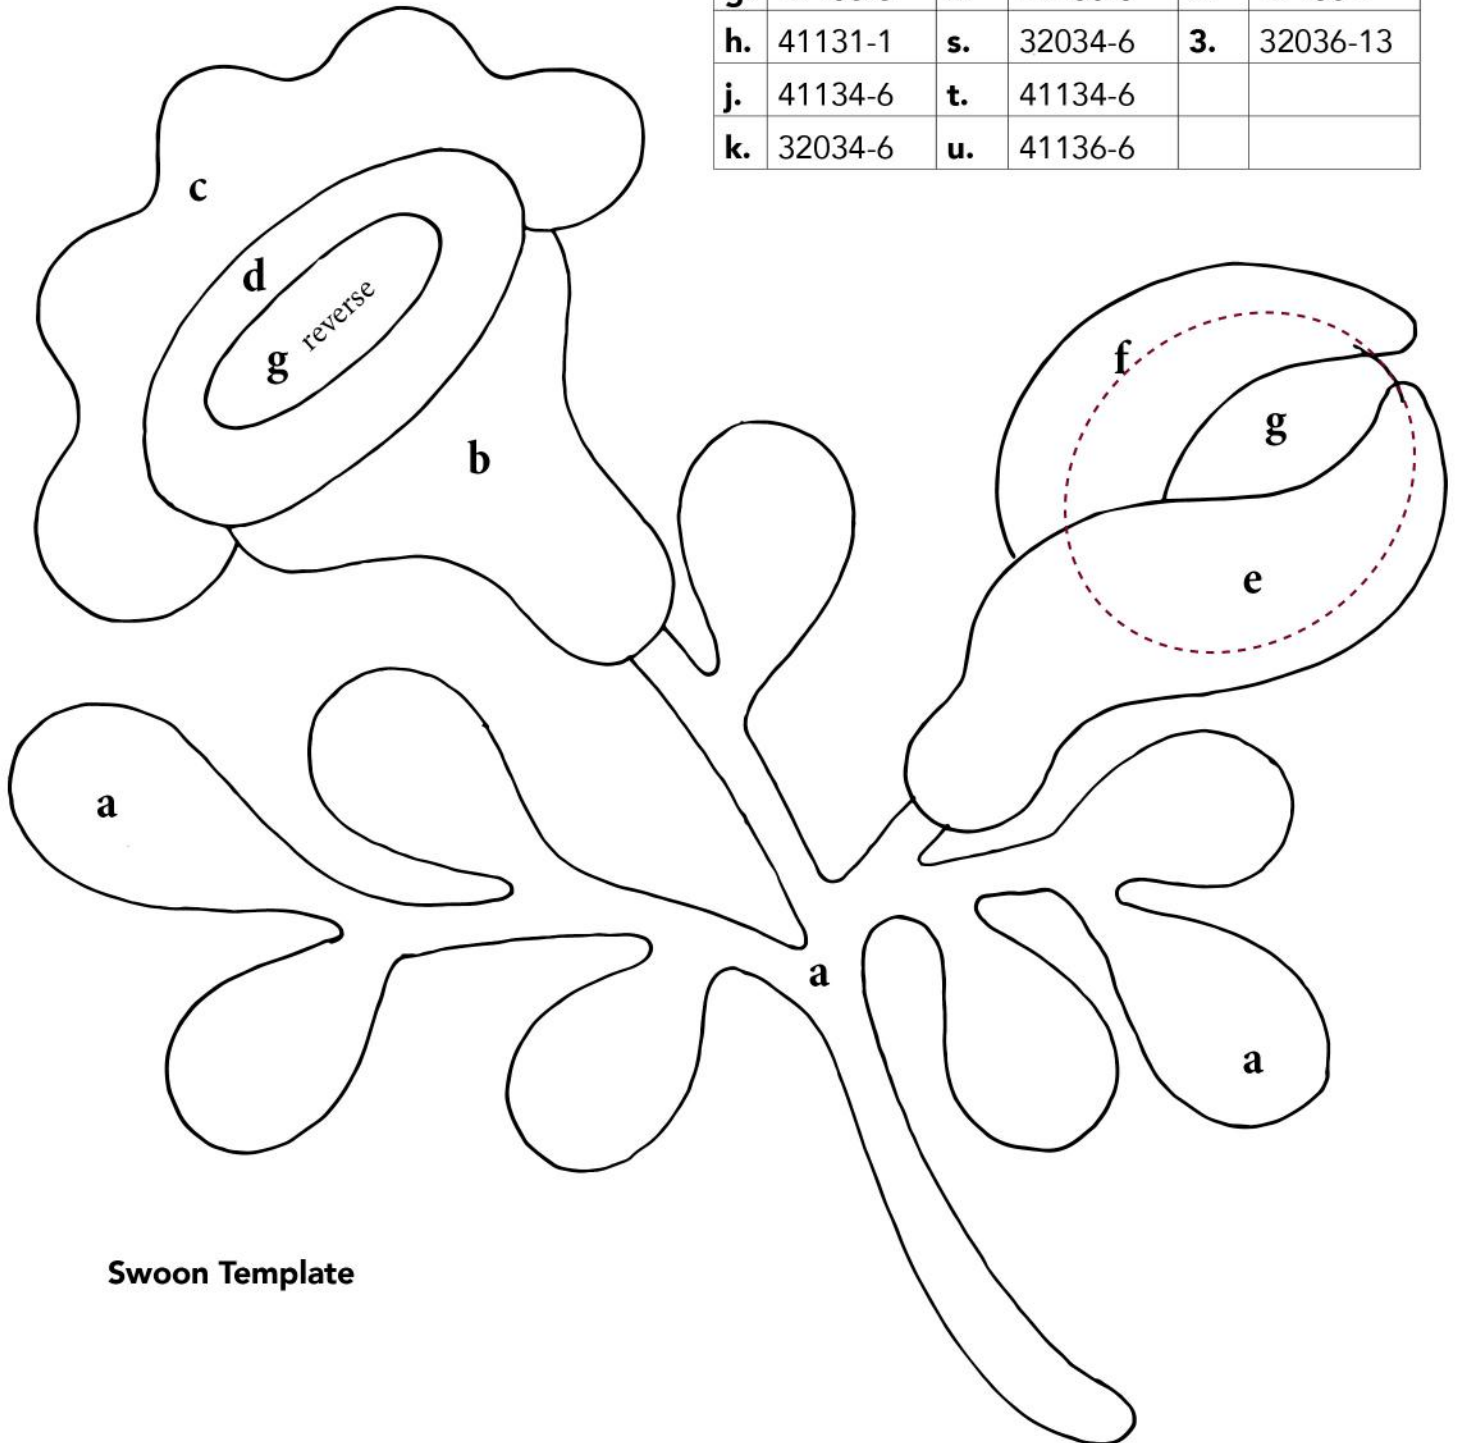 h. 41131-1 s. 32034-6 3. 32036-13
j. 41134-6 t. 41134-6
k. 32034-6 u. 41136-6
c
d
g reverse
b
f
g
e
a
a
a
Swoon Template